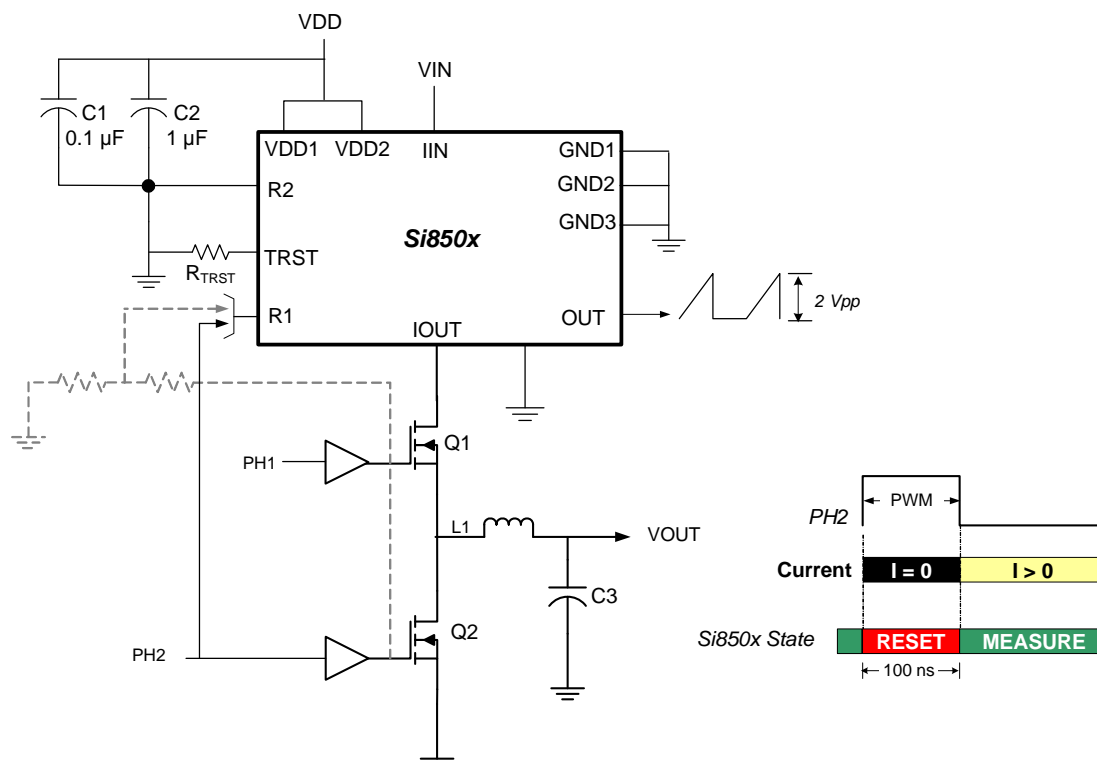 VDD
VIN
C1
0.1 µF
C2
1 µF
VDD1
VDD2
IIN
GND1
GND2
GND3
R2
Si850x
TRST
RTRST
R1
IOUT
OUT
2 Vpp
Q1
PH1
L1
VOUT
C3
Q2
PH2
PH2
PWM
Current
I = 0
I > 0
Si850x State
RESET
MEASURE
100 ns